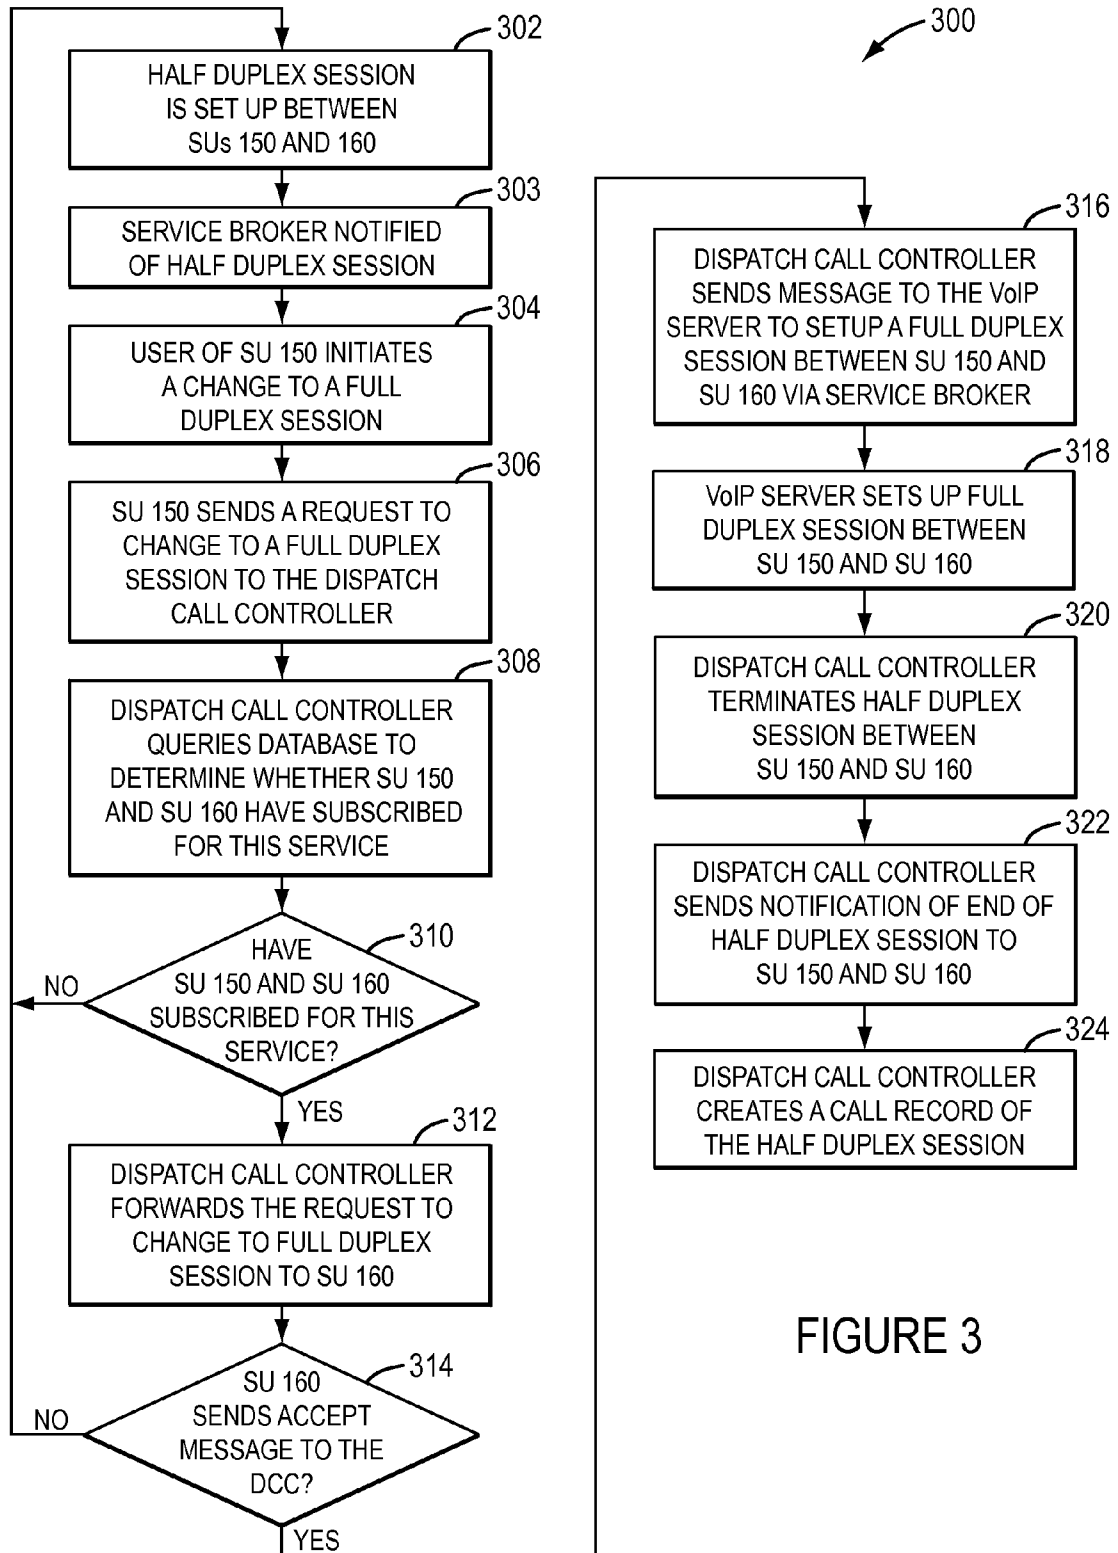 300
302
HALF DUPLEX SESSION
IS SET UP BETWEEN
SUs 150 AND 160
303
SERVICE BROKER NOTIFIED
OF HALF DUPLEX SESSION
304
USER OF SU 150 INITIATES
A CHANGE TO A FULL
DUPLEX SESSION
306
SU 150 SENDS A REQUEST TO
CHANGE TO A FULL DUPLEX
SESSION TO THE DISPATCH
CALL CONTROLLER
308
DISPATCH CALL CONTROLLER
QUERIES DATABASE TO
DETERMINE WHETHER SU 150
AND SU 160 HAVE SUBSCRIBED
FOR THIS SERVICE
310
HAVE
SU 150 AND SU 160
SUBSCRIBED FOR THIS
SERVICE?
NO
YES
312
DISPATCH CALL CONTROLLER
FORWARDS THE REQUEST TO
CHANGE TO FULL DUPLEX
SESSION TO SU 160
314
SU 160
SENDS ACCEPT
MESSAGE TO THE
DCC?
NO
YES
316
DISPATCH CALL CONTROLLER
SENDS MESSAGE TO THE VoIP
SERVER TO SETUP A FULL DUPLEX
SESSION BETWEEN SU 150 AND
SU 160 VIA SERVICE BROKER
318
VoIP SERVER SETS UP FULL
DUPLEX SESSION BETWEEN
SU 150 AND SU 160
320
DISPATCH CALL CONTROLLER
TERMINATES HALF DUPLEX
SESSION BETWEEN
SU 150 AND SU 160
322
DISPATCH CALL CONTROLLER
SENDS NOTIFICATION OF END OF
HALF DUPLEX SESSION TO
SU 150 AND SU 160
324
DISPATCH CALL CONTROLLER
CREATES A CALL RECORD OF
THE HALF DUPLEX SESSION
FIGURE 3